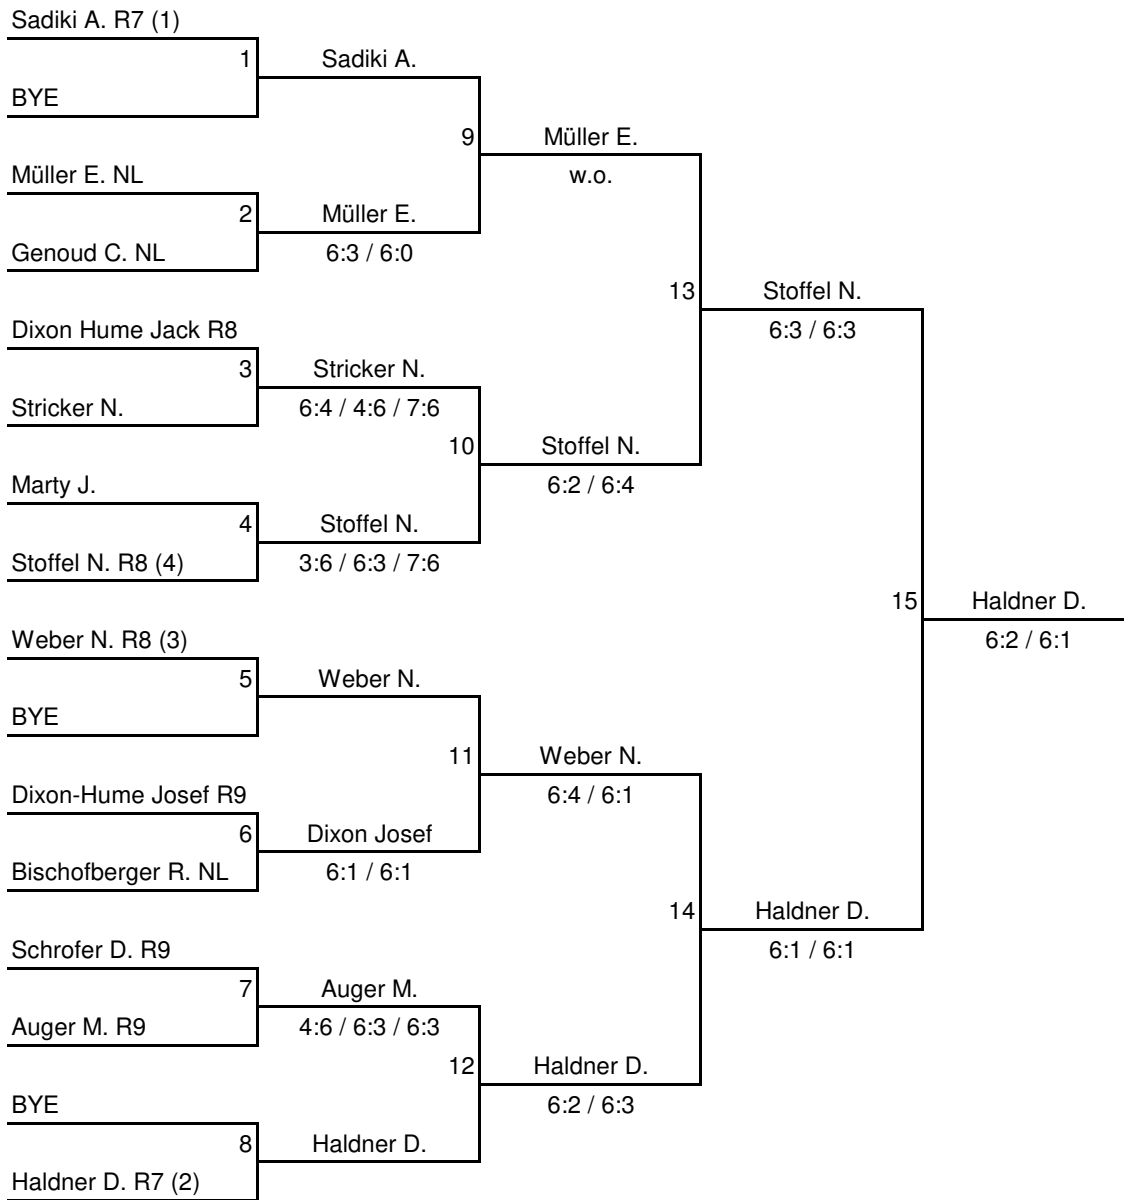 Sadiki A. R7 (1)
1
Sadiki A.
BYE
9
Müller E.
w.o.
Müller E. NL
2
Müller E.
Genoud C. NL
6:3 / 6:0
13
Stoffel N.
6:3 / 6:3
Dixon Hume Jack R8
3
Stricker N.
Stricker N.
6:4 / 4:6 / 7:6
10
Stoffel N.
6:2 / 6:4
Marty J.
4
Stoffel N.
Stoffel N. R8 (4)
3:6 / 6:3 / 7:6
15
Haldner D.
6:2 / 6:1
Weber N. R8 (3)
5
Weber N.
BYE
11
Weber N.
6:4 / 6:1
Dixon-Hume Josef R9
6
Dixon Josef
Bischofberger R. NL
6:1 / 6:1
14
Haldner D.
6:1 / 6:1
Schrofer D. R9
7
Auger M.
Auger M. R9
4:6 / 6:3 / 6:3
12
Haldner D.
6:2 / 6:3
BYE
8
Haldner D.
Haldner D. R7 (2)